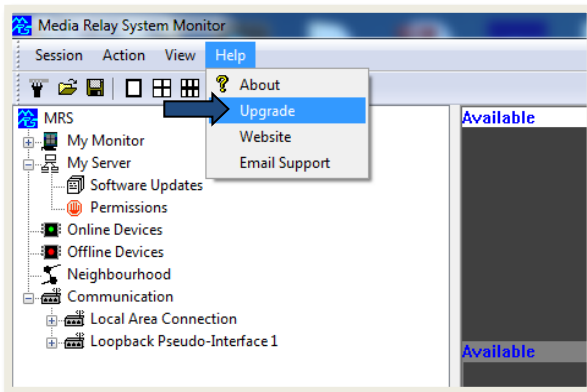 Media Relay System Monitor
Session Action View Help
About
Upgrade
Website
Email Support
MRS
My Monitor
My Server
Software Updates
Permissions
Online Devices
Offline Devices
Neighbourhood
Communication
Local Area Connection
Loopback Pseudo-Interface 1
Available
Available